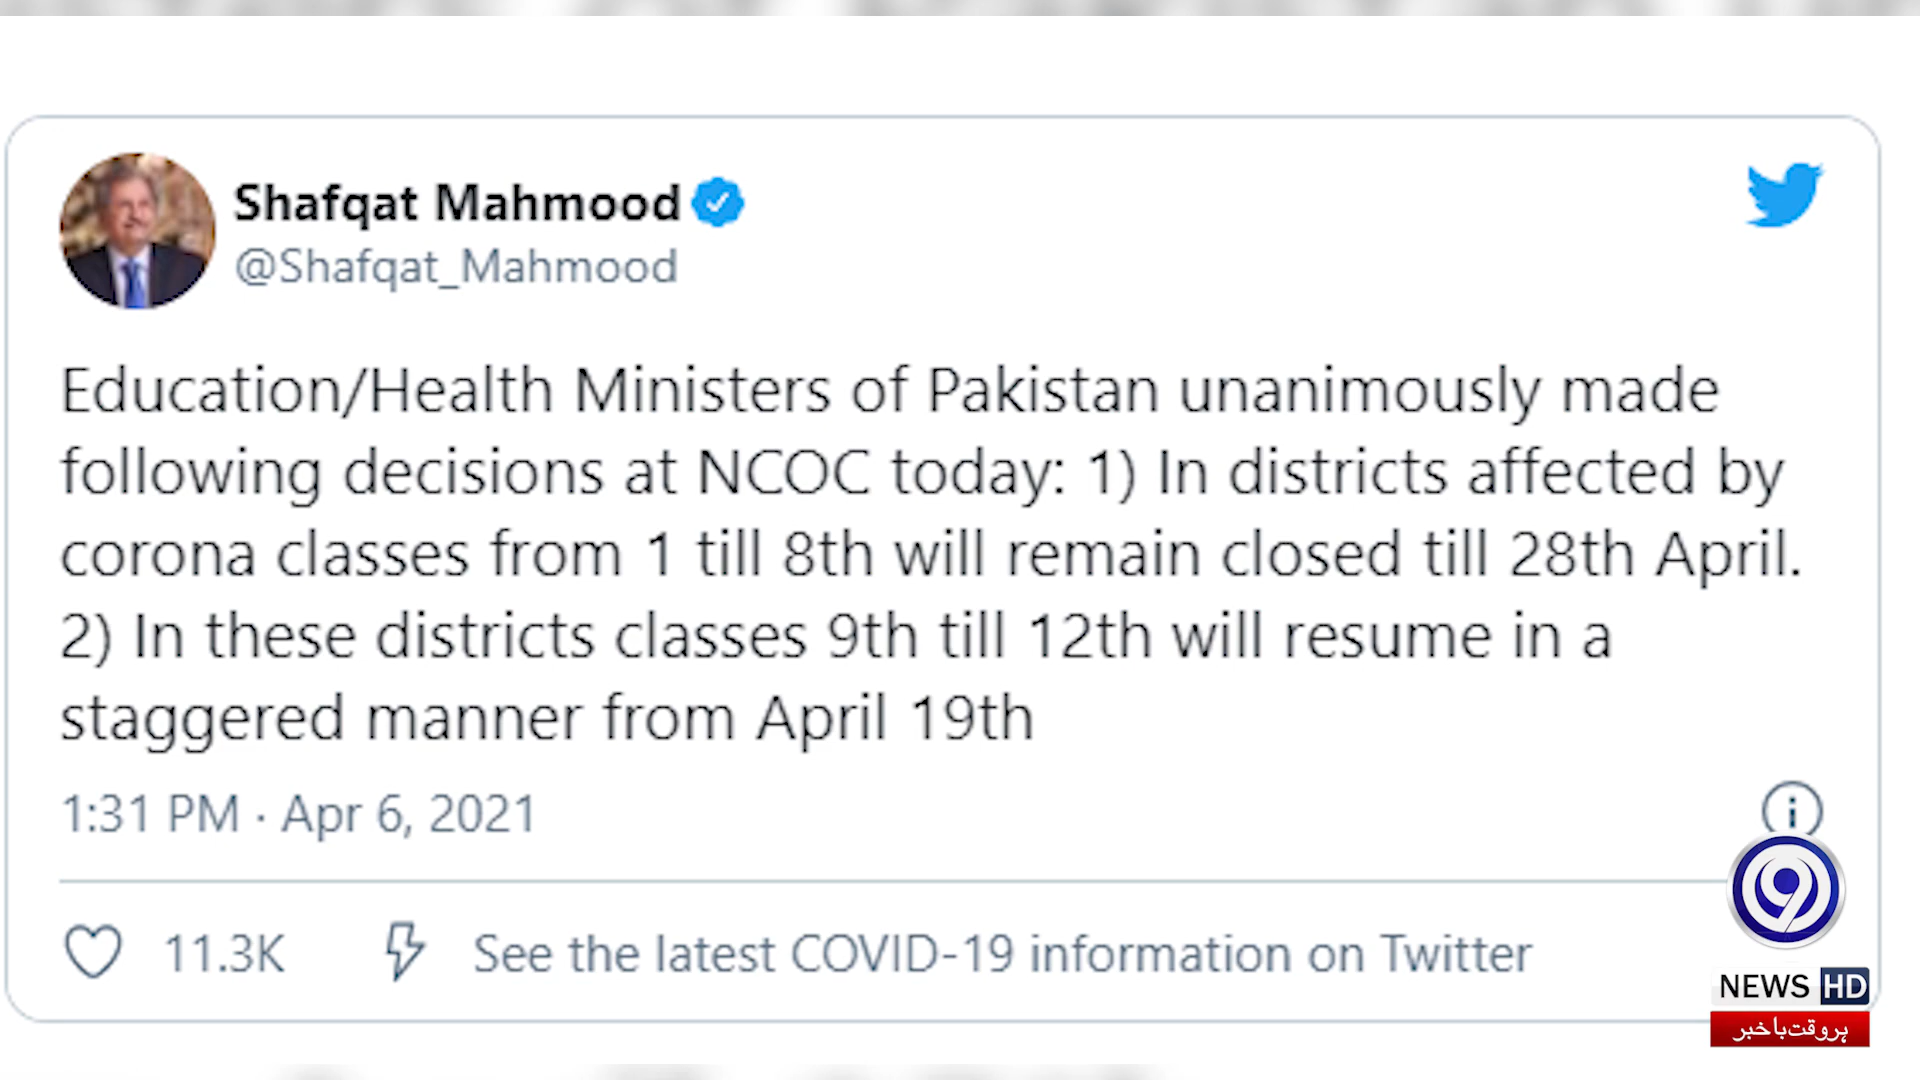 Shafqat Mahmood
@Shafqat_Mahmood
Education/Health Ministers of Pakistan unanimously made
following decisions at NCOC today: 1) In districts affected by
corona classes from 1 till 8th will remain closed till 28th April.
2) In these districts classes 9th till 12th will resume in a
staggered manner from April 19th
1:31 PM · Apr 6, 2021
11.3K
See the latest COVID-19 information on Twitter
9
NEWS HD
ہروقت باخبر